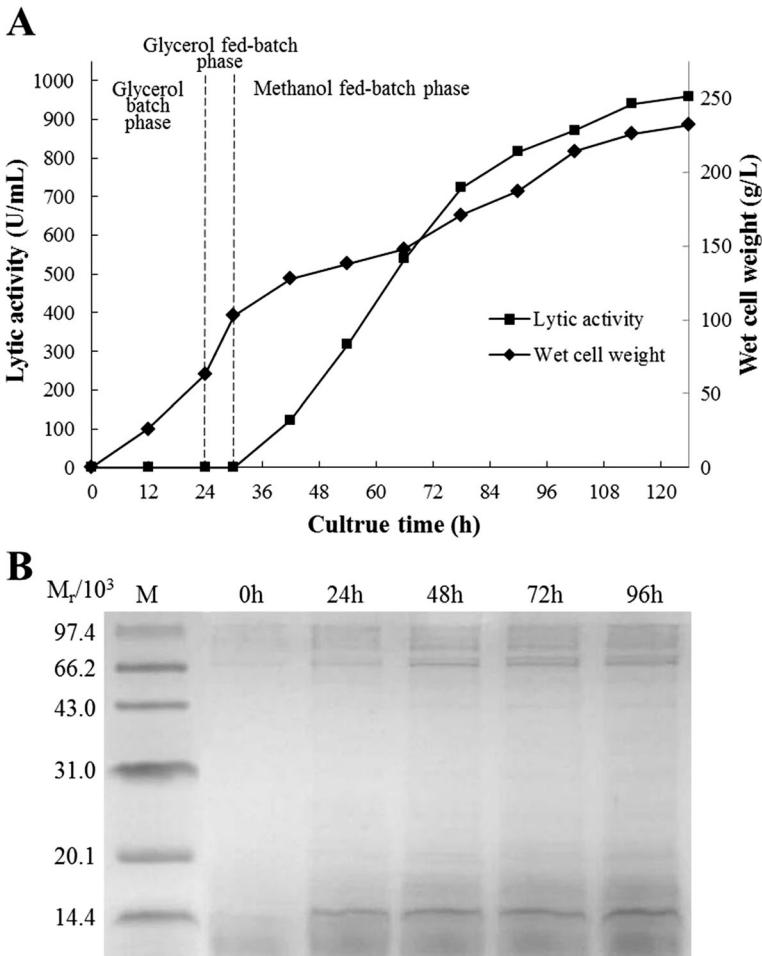 A
Glycerol fed-batch
phase
Glycerol
batch
phase
Methanol fed-batch phase
1000
900
800
700
600
500
400
300
200
100
0
Lytic activity (U/mL)
250
200
150
100
50
0
Wet cell weight (g/L)
Lytic activity
Wet cell weight
0 12 24 36 48 60 72 84 96 108 120
Cultrue time (h)
B
Mr/10³ M 0h 24h 48h 72h 96h
97.4
66.2
43.0
31.0
20.1
14.4